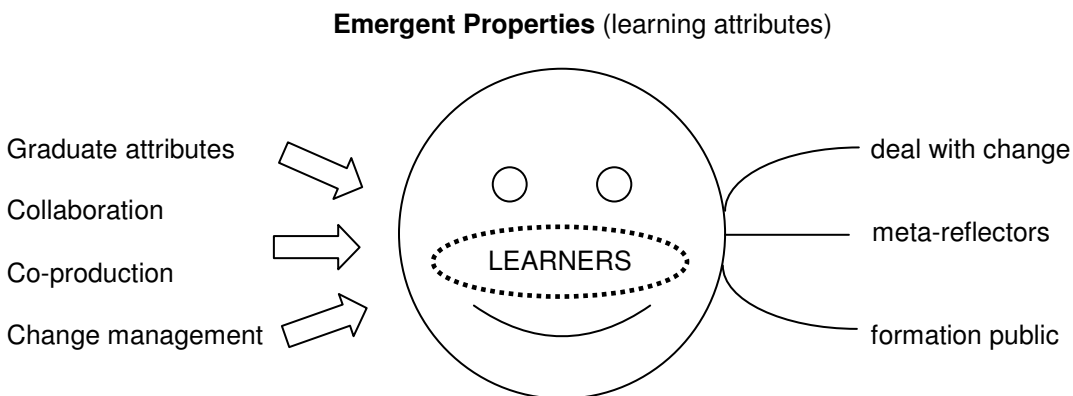 Emergent Properties (learning attributes)
Graduate attributes
Collaboration
Co-production
Change management
LEARNERS
deal with change
meta-reflectors
formation public